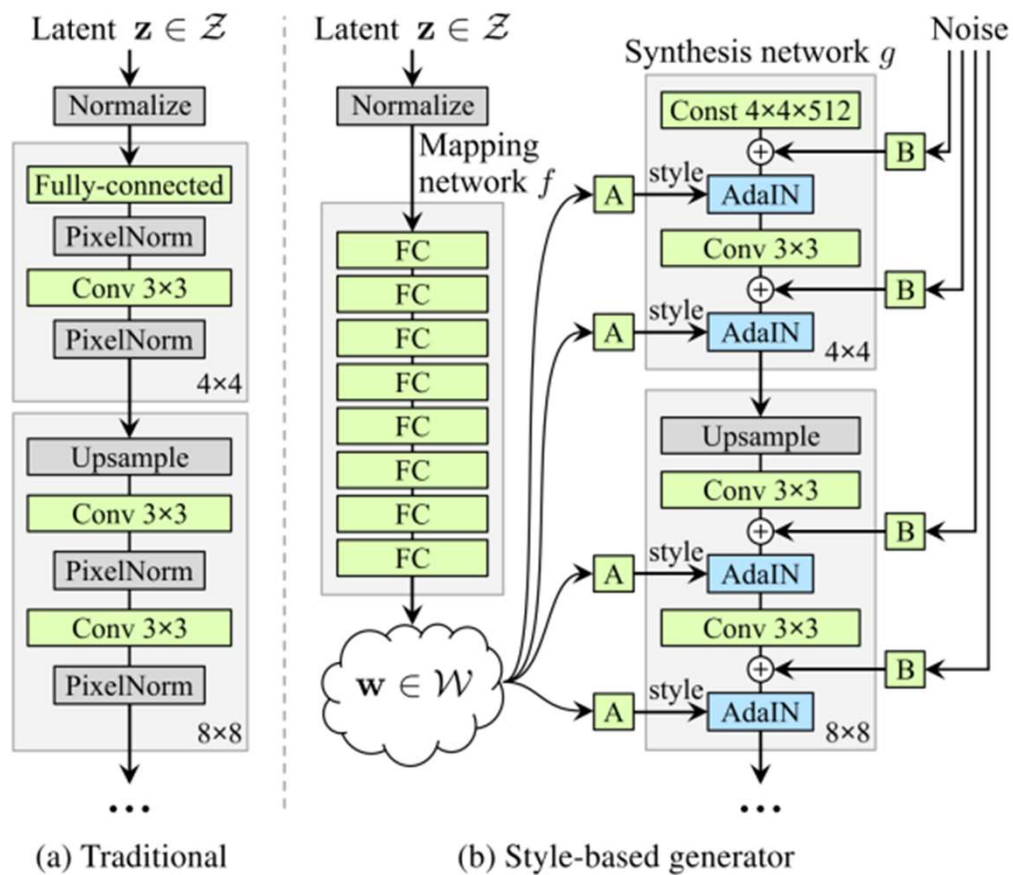 Latent z ∈ 𝒵
Normalize
Fully-connected
PixelNorm
Conv 3×3
PixelNorm
4×4
Upsample
Conv 3×3
PixelNorm
Conv 3×3
PixelNorm
8×8
...
(a) Traditional
Latent z ∈ 𝒵
Normalize
Mapping
network f
FC
FC
FC
FC
FC
FC
FC
FC
w ∈ 𝒲
Synthesis network g
Noise
Const 4×4×512
B
A
style
AdaIN
Conv 3×3
B
A
style
AdaIN
4×4
Upsample
Conv 3×3
B
A
style
AdaIN
Conv 3×3
B
A
style
AdaIN
8×8
...
(b) Style-based generator